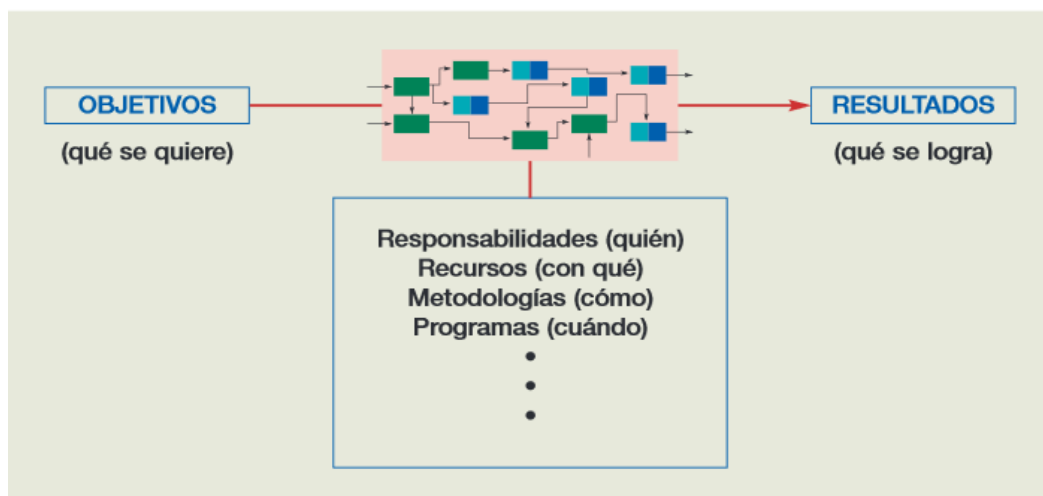 OBJETIVOS
(qué se quiere)
RESULTADOS
(qué se logra)
Responsabilidades (quién)
Recursos (con qué)
Metodologías (cómo)
Programas (cuándo)
•
•
•